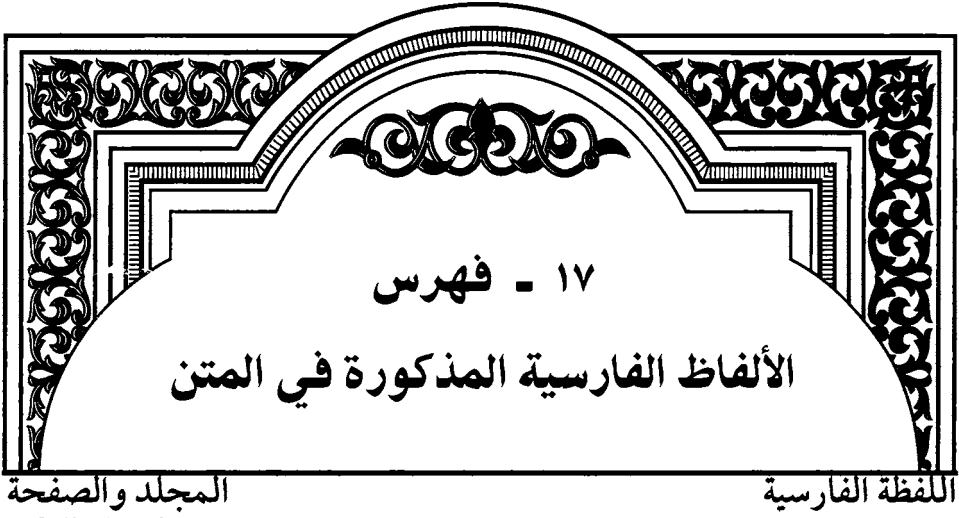 ١٧ ـ فهرس
الألفاظ الفارسية المذكورة في المتن
اللفظة الفارسية المجلد والصفحة